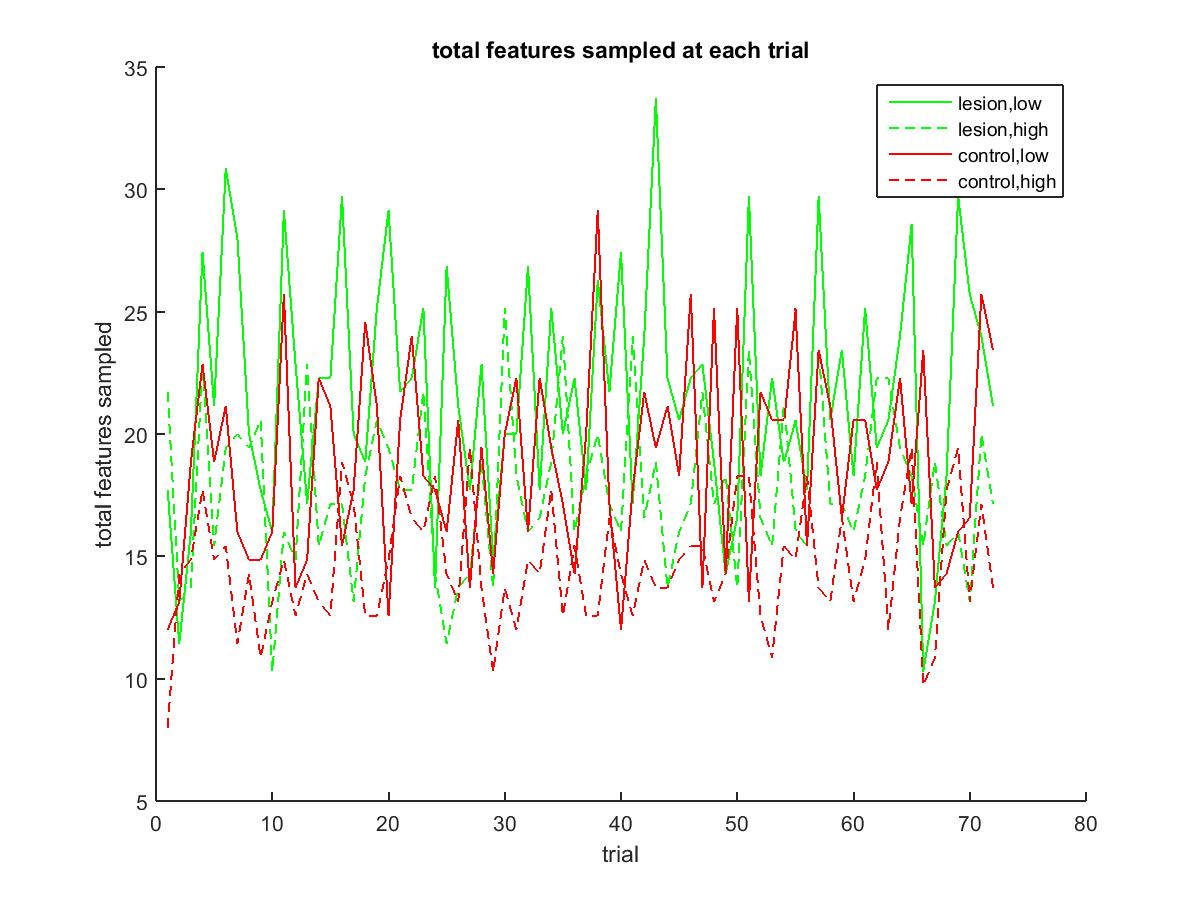 total features sampled at each trial
lesion,low
lesion,high
control,low
control,high
35
30
25
20
15
10
5
total features sampled
0 10 20 30 40 50 60 70 80
trial